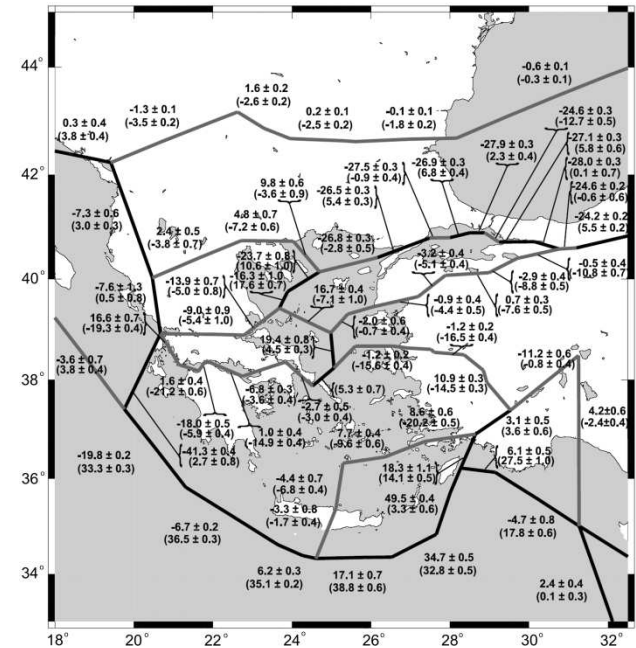 44°
42°
40°
38°
36°
34°
-0.6 ± 0.1
(-0.3 ± 0.1)
1.6 ± 0.2
(-2.6 ± 0.2)
-1.3 ± 0.1
(-3.5 ± 0.2)
0.2 ± 0.1
(-2.5 ± 0.2)
-0.1 ± 0.1
(-1.8 ± 0.2)
0.3 ± 0.4
(3.8 ± 0.4)
-24.6 ± 0.3
(-12.7 ± 0.5)
-27.1 ± 0.3
(5.8 ± 0.6)
-27.9 ± 0.3
(2.3 ± 0.4)
-28.0 ± 0.3
(0.1 ± 0.7)
-26.9 ± 0.3
(6.8 ± 0.4)
-27.5 ± 0.3
(-0.9 ± 0.4)
-24.6 ± 0.2
(-0.6 ± 0.6)
9.8 ± 0.6
(-3.6 ± 0.9)
-26.5 ± 0.3
(5.4 ± 0.3)
-24.2 ± 0.2
(5.5 ± 0.2)
-7.3 ± 0.6
(3.0 ± 0.3)
4.8 ± 0.7
(-7.2 ± 0.6)
2.4 ± 0.5
(-3.8 ± 0.7)
-26.8 ± 0.3
(-2.8 ± 0.5)
-23.7 ± 0.8
(10.6 ± 1.0)
-16.3 ± 1.0
(17.6 ± 0.7)
-3.2 ± 0.4
(-5.1 ± 0.4)
-0.5 ± 0.4
(-10.8 ± 0.7)
-2.9 ± 0.4
(-8.8 ± 0.5)
-7.6 ± 1.3
(0.5 ± 0.8)
-13.9 ± 0.7
(-5.0 ± 0.8)
16.7 ± 0.4
(-7.1 ± 1.0)
-0.9 ± 0.4
(-4.4 ± 0.5)
0.7 ± 0.3
(-7.6 ± 0.5)
16.6 ± 0.7
(-19.3 ± 0.4)
-9.0 ± 0.9
(-5.4 ± 1.0)
-2.0 ± 0.6
(-0.7 ± 0.4)
-1.2 ± 0.2
(-16.5 ± 0.4)
19.4 ± 0.8
(4.5 ± 0.3)
-1.2 ± 0.2
(-15.6 ± 0.4)
-11.2 ± 0.6
(-0.8 ± 0.4)
-3.6 ± 0.7
(3.8 ± 0.4)
1.6 ± 0.4
(-21.2 ± 0.6)
-6.8 ± 0.3
(-3.6 ± 0.4)
(5.3 ± 0.7)
10.9 ± 0.3
(-14.5 ± 0.3)
-2.7 ± 0.5
(-3.0 ± 0.4)
-18.0 ± 0.5
(-5.9 ± 0.4)
1.0 ± 0.4
(-14.9 ± 0.4)
7.7 ± 0.4
(-9.6 ± 0.6)
8.6 ± 0.6
(-20.2 ± 0.5)
3.1 ± 0.5
(3.6 ± 0.6)
4.2±0.6
(-2.4±0.4)
-41.3 ± 0.4
(2.7 ± 0.8)
-19.8 ± 0.2
(33.3 ± 0.3)
6.1 ± 0.5
(27.5 ± 1.0)
18.3 ± 1.1
(14.1 ± 0.5)
-4.4 ± 0.7
(-6.8 ± 0.4)
49.5 ± 0.4
(3.3 ± 0.6)
-3.3 ± 0.8
(-1.7 ± 0.4)
-6.7 ± 0.2
(36.5 ± 0.3)
-4.7 ± 0.8
(17.8 ± 0.6)
34.7 ± 0.5
(32.8 ± 0.5)
6.2 ± 0.3
(35.1 ± 0.2)
17.1 ± 0.7
(38.8 ± 0.6)
2.4 ± 0.4
(0.1 ± 0.3)
18° 20° 22° 24° 26° 28° 30° 32°